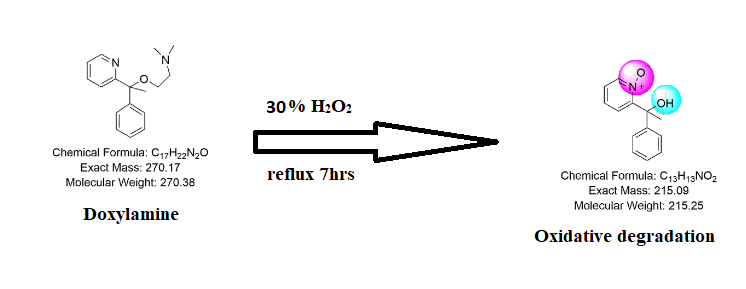 N
N
O
30% H₂O₂
reflux 7hrs
O⁻
N⁺
OH
Chemical Formula: C₁₇H₂₂N₂O
Exact Mass: 270.17
Molecular Weight: 270.38
Doxylamine
Chemical Formula: C₁₃H₁₃NO₂
Exact Mass: 215.09
Molecular Weight: 215.25
Oxidative degradation